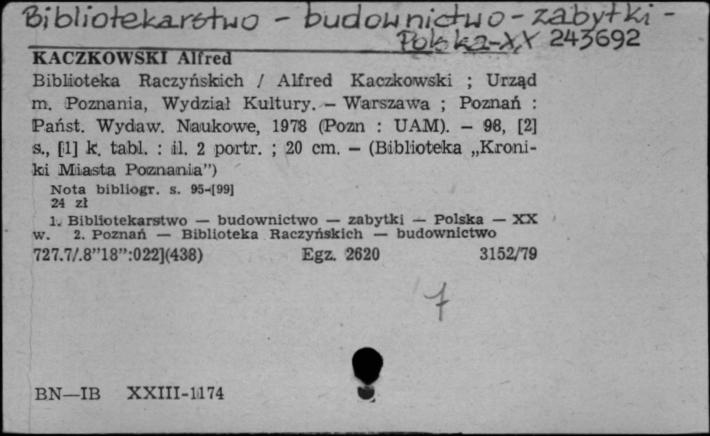 Bibliotekarstwo - budownictwo - zabytki -
Polska-XX 243692
KACZKOWSKI Alfred
Biblioteka Raczyńskich / Alfred Kaczkowski ; Urząd
m. Poznania, Wydział Kultury. — Warszawa ; Poznań :
Państ. Wydaw. Naukowe, 1978 (Pozn : UAM). — 98, [2]
s., [1] k. tabl. : il. 2 portr. ; 20 cm. — (Biblioteka „Kroni-
ki Miasta Poznania”)
Nota bibliogr. s. 95-[99]
24 zł
1. Bibliotekarstwo — budownictwo — zabytki — Polska — XX
w. 2. Poznań — Biblioteka Raczyńskich — budownictwo
727.7/.8”18”:022](438) Egz. 2620 3152/79
7
BN—IB XXIII-1174